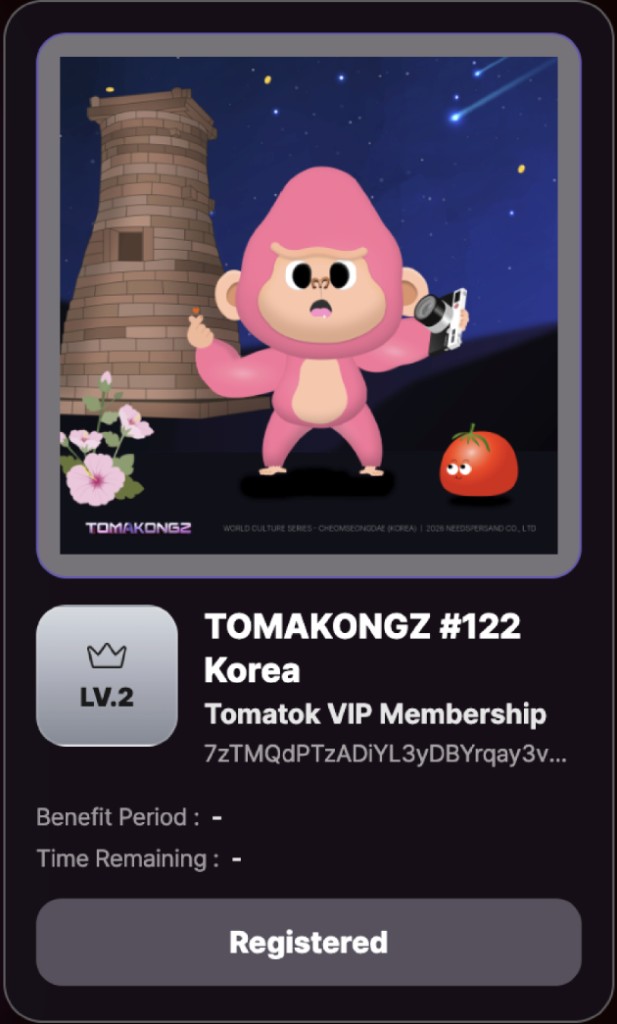 TOMAKONGZ
WORLD CULTURE SERIES - CHEOMSEONGDAE (KOREA) | 2026 NEEDSPERSAND CO., LTD
LV.2
TOMAKONGZ #122
Korea
Tomatok VIP Membership
7zTMQdPTzADiYL3yDBYrqay3v...
Benefit Period : -
Time Remaining : -
Registered